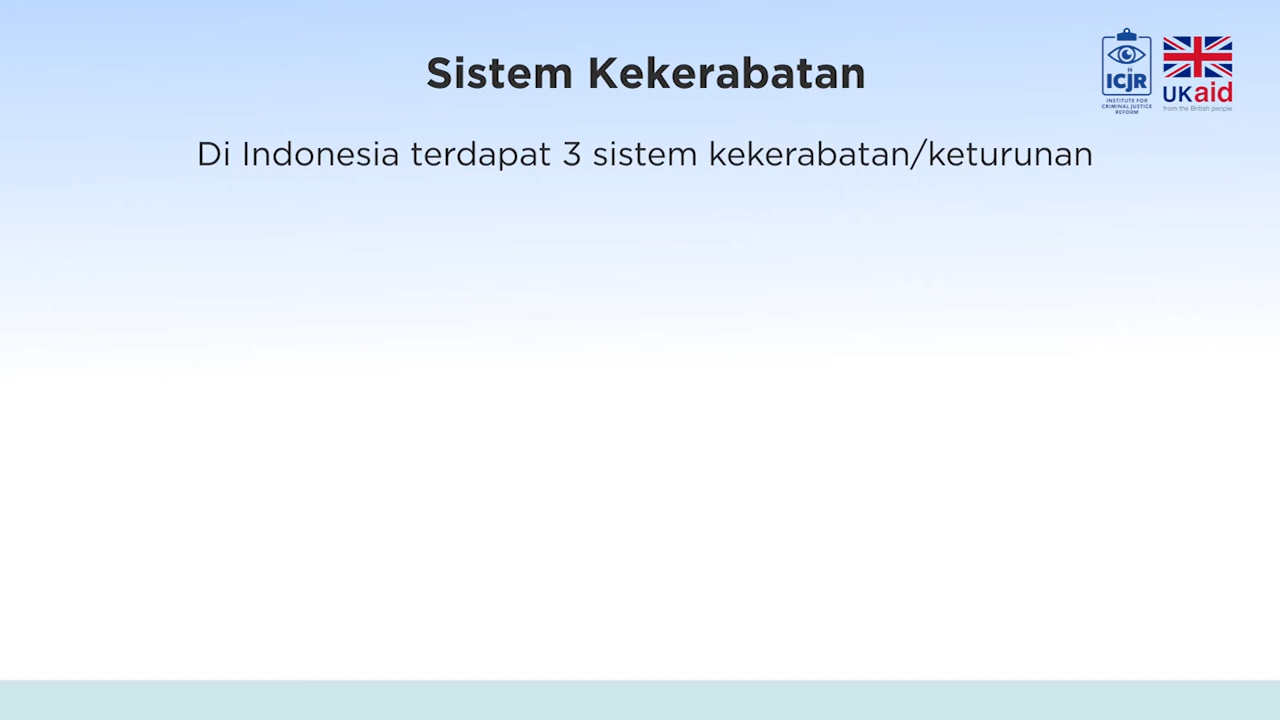 Sistem Kekerabatan
ICJR
INSTITUTE FOR
CRIMINAL JUSTICE
REFORM
UKaid
from the British people
Di Indonesia terdapat 3 sistem kekerabatan/keturunan